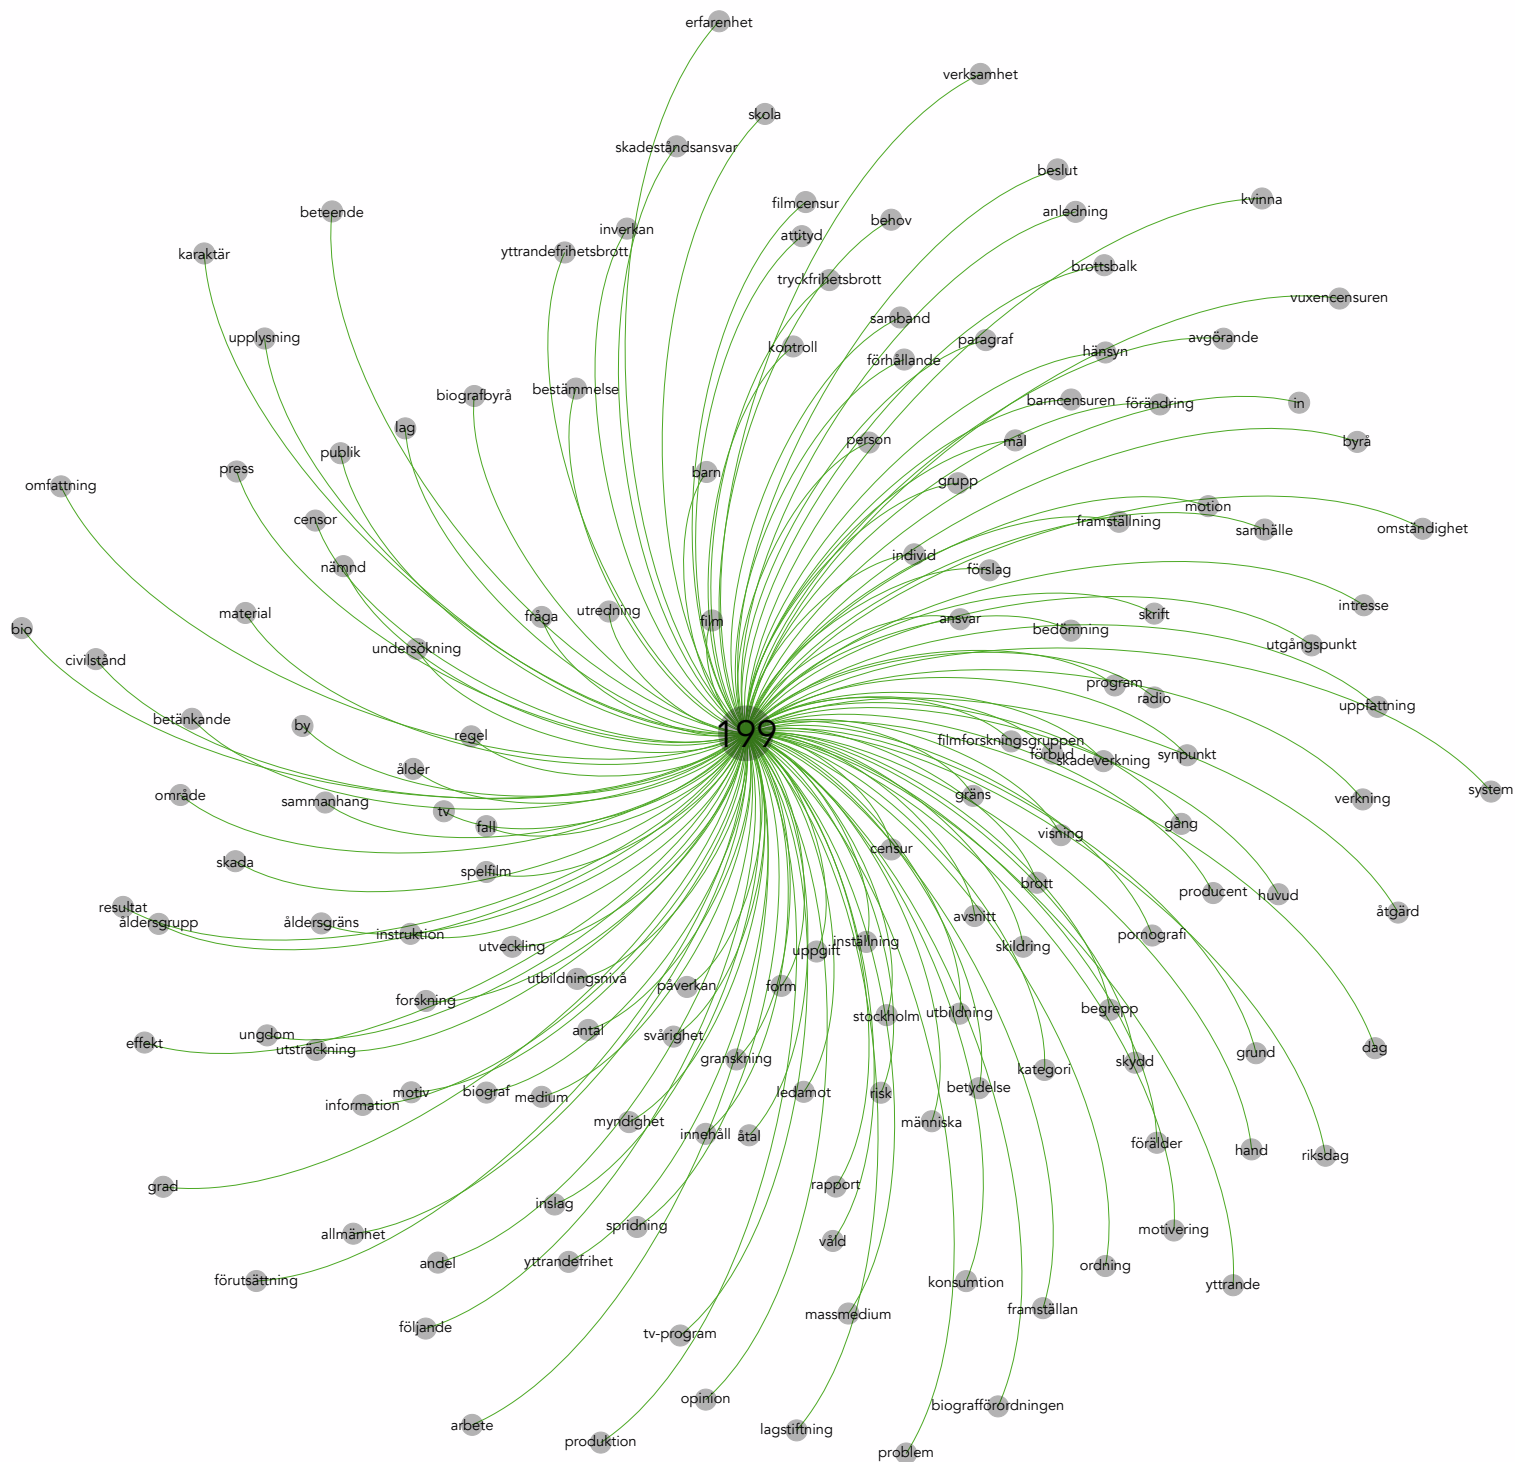 erfarenhet
verksamhet
skola
skadeståndsansvar
beslut
kvinna
filmcensur
beteende
anledning
behov
inverkan
attityd
yttrandefrihetsbrott
karaktär
brottsbalk
tryckfrihetsbrott
vuxencensuren
samband
upplysning
avgörande
paragraf
kontroll
hänsyn
förhållande
bestämmelse
biografbyrå
barncensuren
förändring
in
lag
person
mål
byrå
publik
press
barn
grupp
omfattning
motion
censor
framställning
samhälle
omständighet
individ
nämnd
förslag
intresse
utredning
material
skrift
fråga
ansvar
film
bio
bedömning
utgångspunkt
undersökning
civilstånd
program
radio
uppfattning
betänkande
by
regel
199
filmforskningsgruppen
förbud
synpunkt
skadeverkning
ålder
system
område
gräns
verkning
sammanhang
tv
gång
fall
visning
censur
skada
spelfilm
brott
producent
huvud
resultat
åldersgrupp
åldersgräns
avsnitt
åtgärd
instruktion
pornografi
inställning
utveckling
skildring
uppgift
utbildningsnivå
påverkan
form
forskning
begrepp
utbildning
stockholm
antal
ungdom
svårighet
effekt
utsträckning
dag
grund
granskning
skydd
kategori
betydelse
motiv
biograf
ledamot
risk
medium
information
myndighet
människa
innehåll
åtal
förälder
hand
riksdag
rapport
grad
inslag
spridning
motivering
allmänhet
våld
andel
yttrandefrihet
ordning
förutsättning
konsumtion
yttrande
framställan
massmedium
följande
tv-program
opinion
biografförordningen
arbete
lagstiftning
produktion
problem